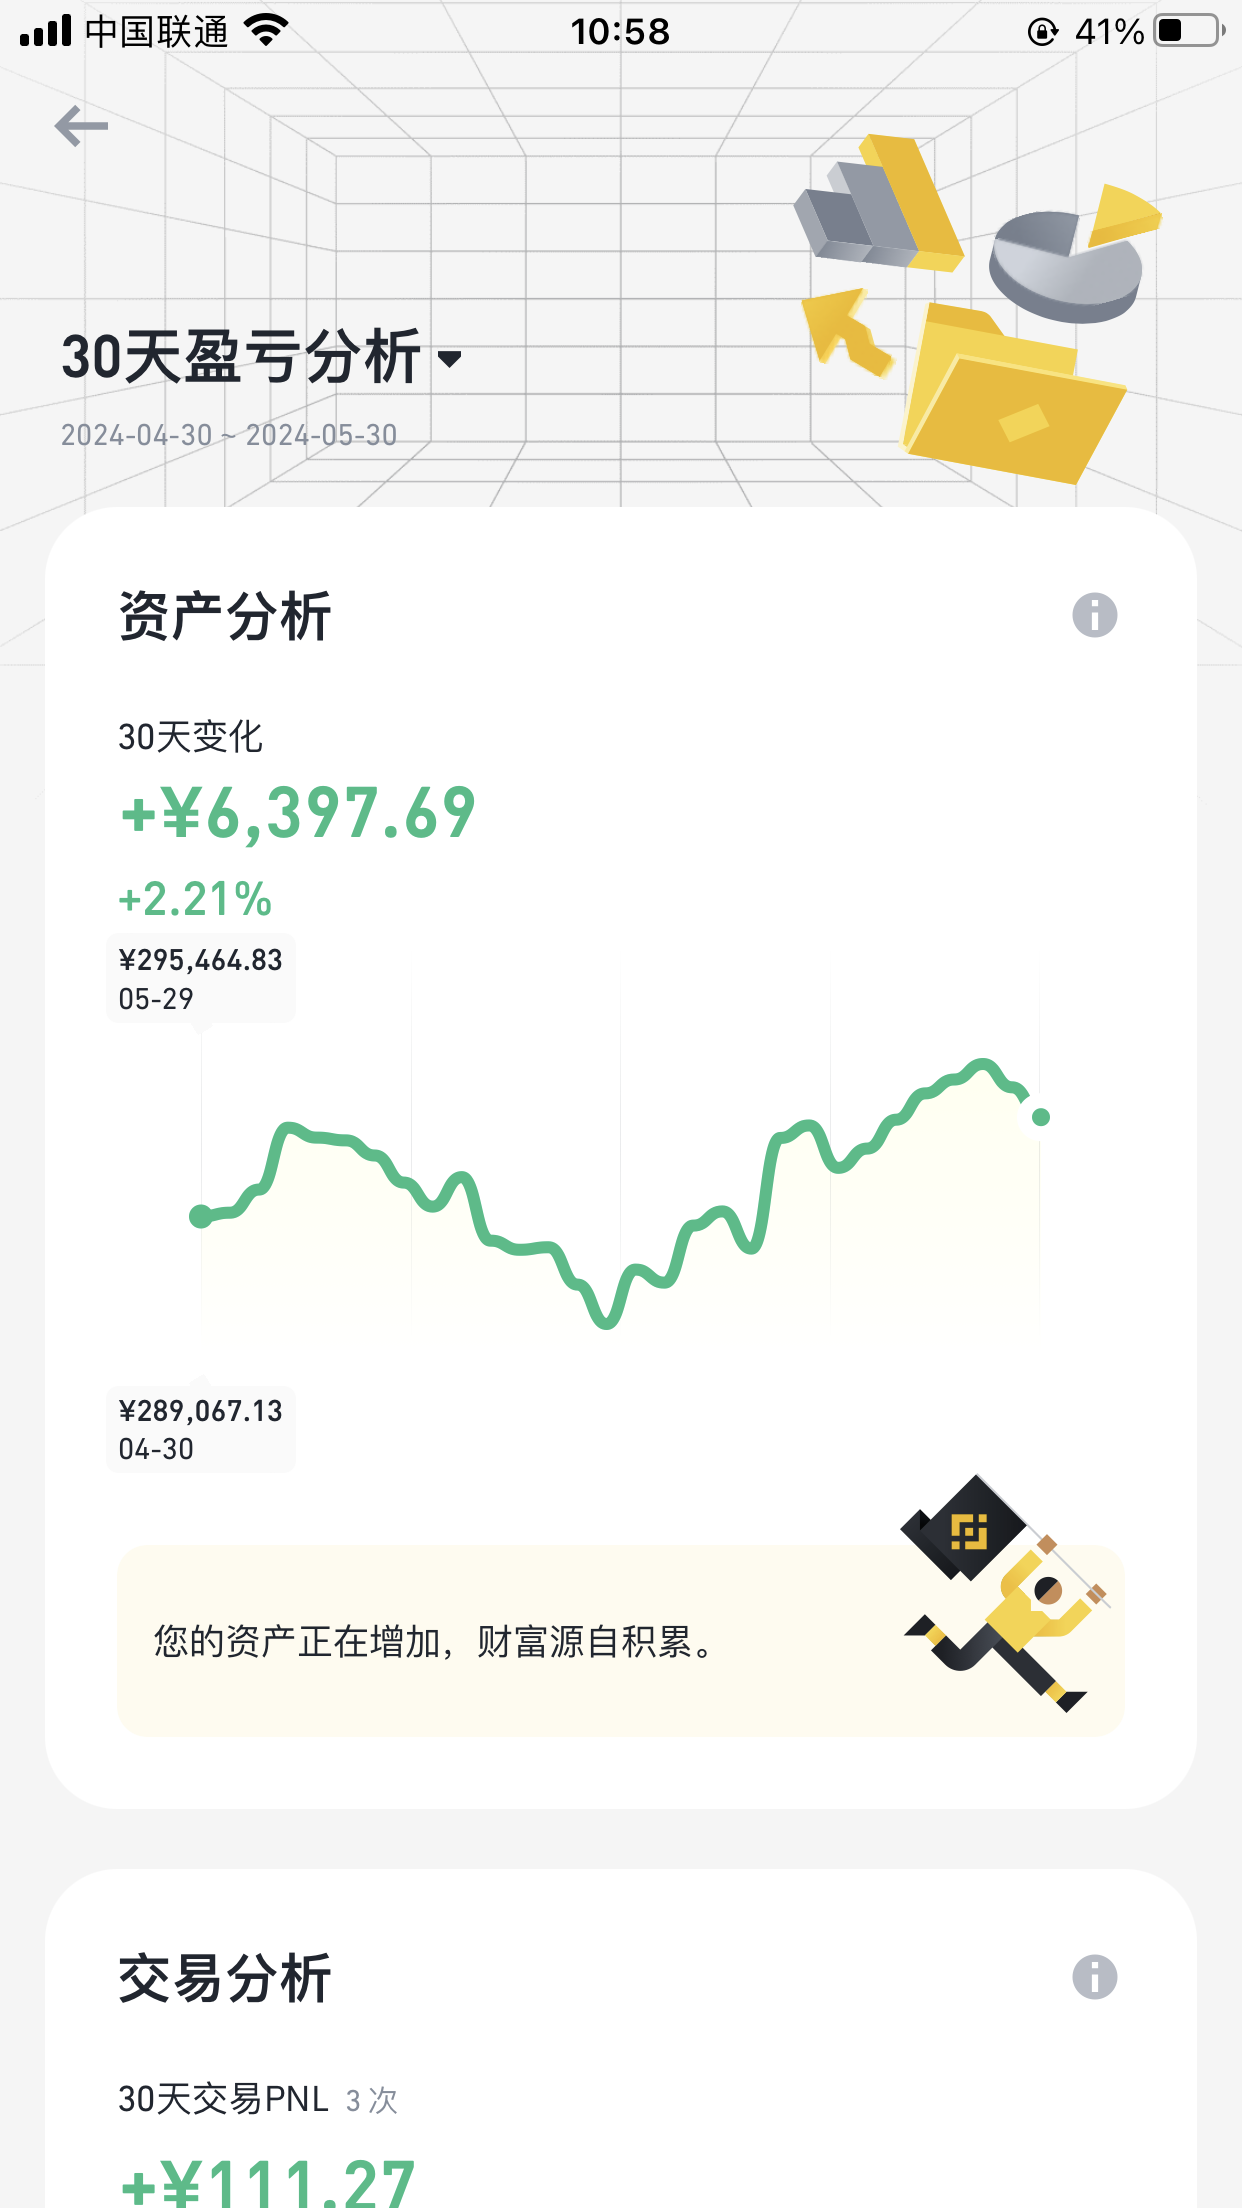 中国联通
10:58
41%
30天盈亏分析
2024-04-30 ~ 2024-05-30
资产分析
30天变化
+¥6,397.69
+2.21%
¥295,464.83
05-29
¥289,067.13
04-30
您的资产正在增加，财富源自积累。
交易分析
30天交易PNL 3 次
+¥111.27